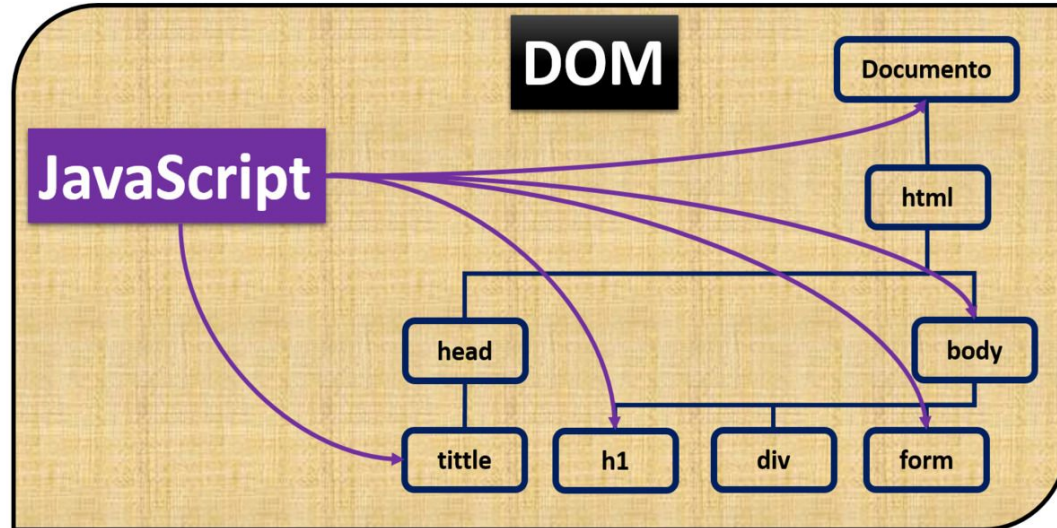 DOM
Documento
JavaScript
html
head
body
tittle
h1
div
form